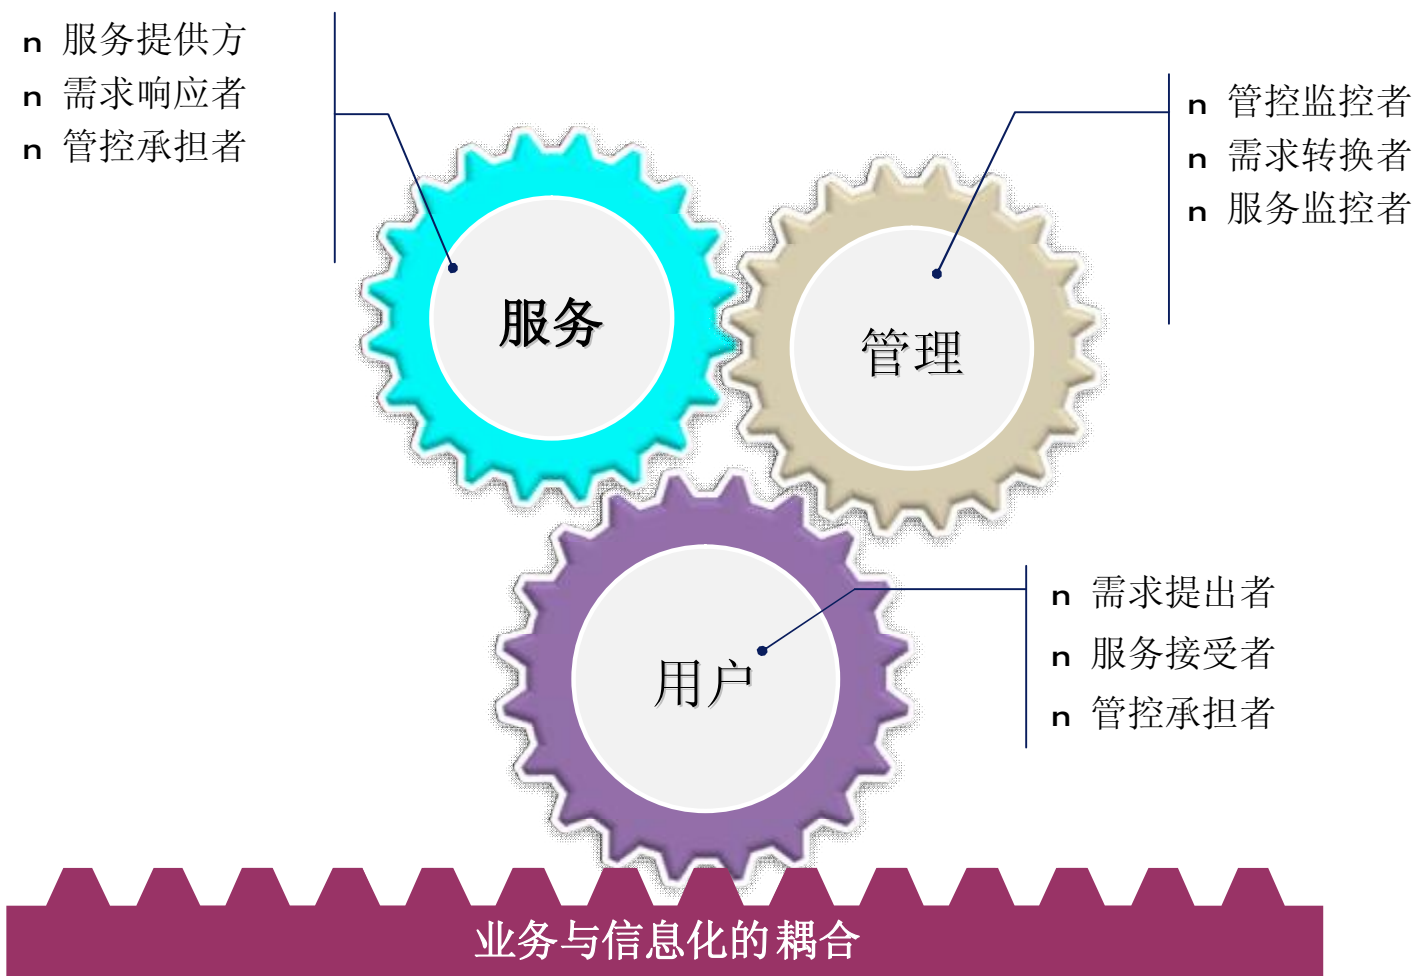 n 服务提供方
n 需求响应者
n 管控承担者
n 管控监控者
n 需求转换者
n 服务监控者
服务
管理
n 需求提出者
n 服务接受者
n 管控承担者
用户
业务与信息化的耦合